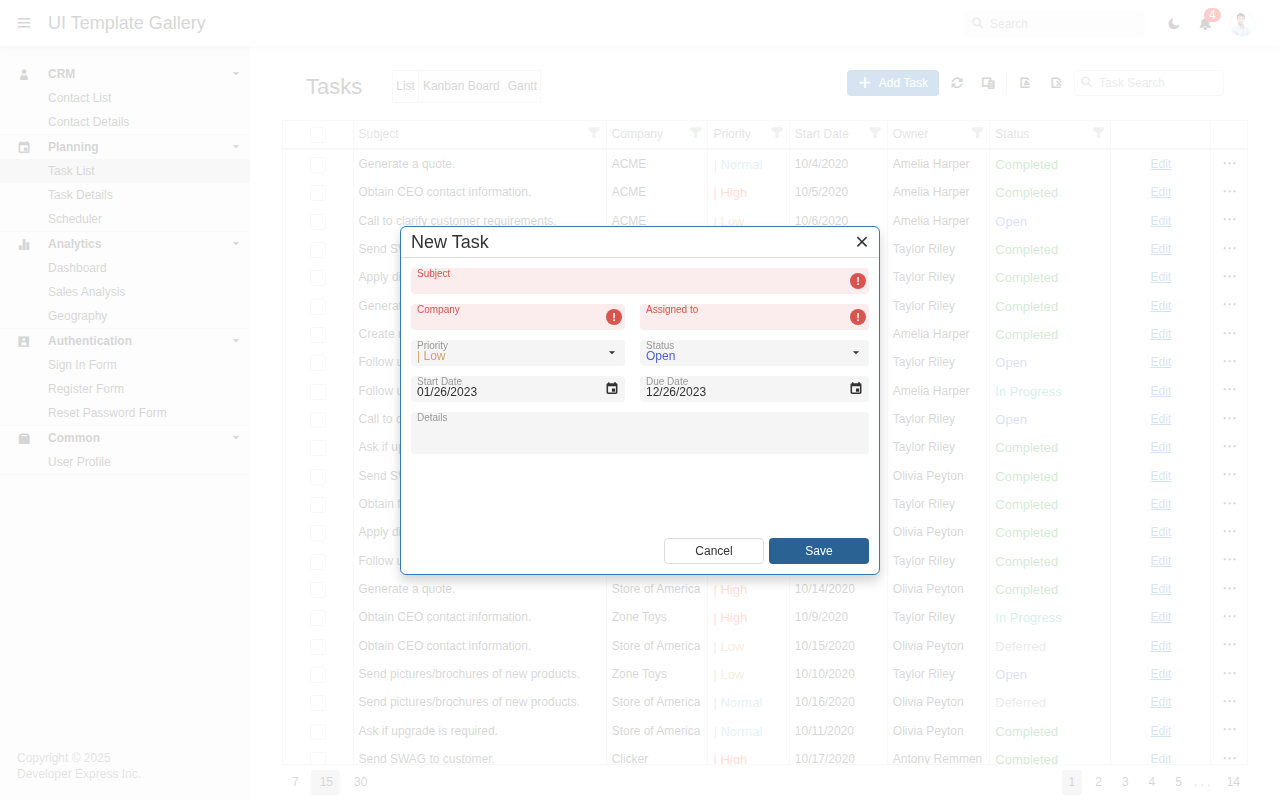 UI Template Gallery
Search
4
CRM
Contact List
Contact Details
Planning
Task List
Task Details
Scheduler
Analytics
Dashboard
Sales Analysis
Geography
Authentication
Sign In Form
Register Form
Reset Password Form
Common
User Profile
Copyright © 2025
Developer Express Inc.
Tasks
List Kanban Board Gantt
Add Task
Task Search
Subject Company Priority Start Date Owner Status
Generate a quote. ACME | Normal 10/4/2020 Amelia Harper Completed Edit ...
Obtain CEO contact information. ACME | High 10/5/2020 Amelia Harper Completed Edit ...
Call to clarify customer requirements. ACME | Low 10/6/2020 Amelia Harper Open Edit ...
Send Taylor Riley Completed Edit ...
Apply Taylor Riley Completed Edit ...
Taylor Riley Completed Edit ...
Create Amelia Harper Completed Edit ...
Follow Taylor Riley Open Edit ...
Follow Amelia Harper In Progress Edit ...
Call to Taylor Riley Open Edit ...
Ask if Taylor Riley Completed Edit ...
Send Olivia Peyton Completed Edit ...
Obtain Taylor Riley Completed Edit ...
Apply Olivia Peyton Completed Edit ...
Follow Taylor Riley Completed Edit ...
Generate a quote. Store of America | High 10/14/2020 Olivia Peyton Completed Edit ...
Obtain CEO contact information. Zone Toys | High 10/9/2020 Taylor Riley In Progress Edit ...
Obtain CEO contact information. Store of America | Low 10/15/2020 Olivia Peyton Deferred Edit ...
Send pictures/brochures of new products. Zone Toys | Low 10/10/2020 Taylor Riley Open Edit ...
Send pictures/brochures of new products. Store of America | Normal 10/16/2020 Olivia Peyton Deferred Edit ...
Ask if upgrade is required. Store of America | Normal 10/11/2020 Olivia Peyton Completed Edit ...
Send SWAG to customer. Clicker | High 10/17/2020 Antony Remmen Completed Edit ...
7 15 30
1 2 3 4 5 ... 14
New Task
Subject
!
Company
!
Assigned to
!
Priority
| Low
Status
Open
Start Date
01/26/2023
Due Date
12/26/2023
Details
Cancel
Save